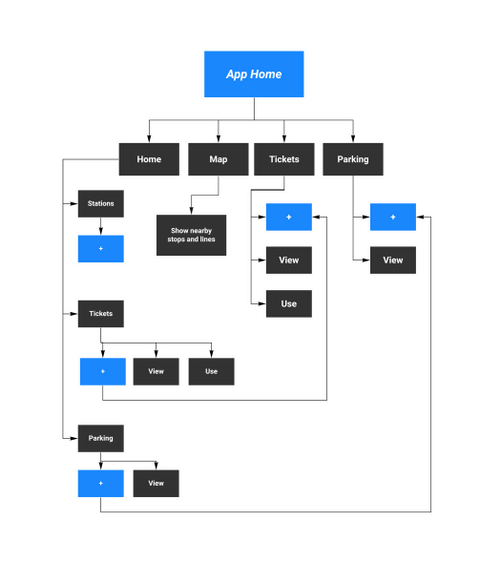 App Home
Home
Map
Tickets
Parking
Stations
+
Show nearby
stops and lines
+
View
Use
+
View
Tickets
+
View
Use
Parking
+
View